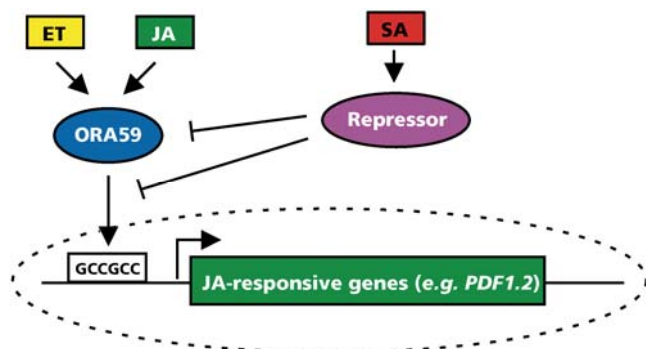 ET
JA
SA
ORA59
Repressor
GCCGCC
JA-responsive genes (e.g. PDF1.2)